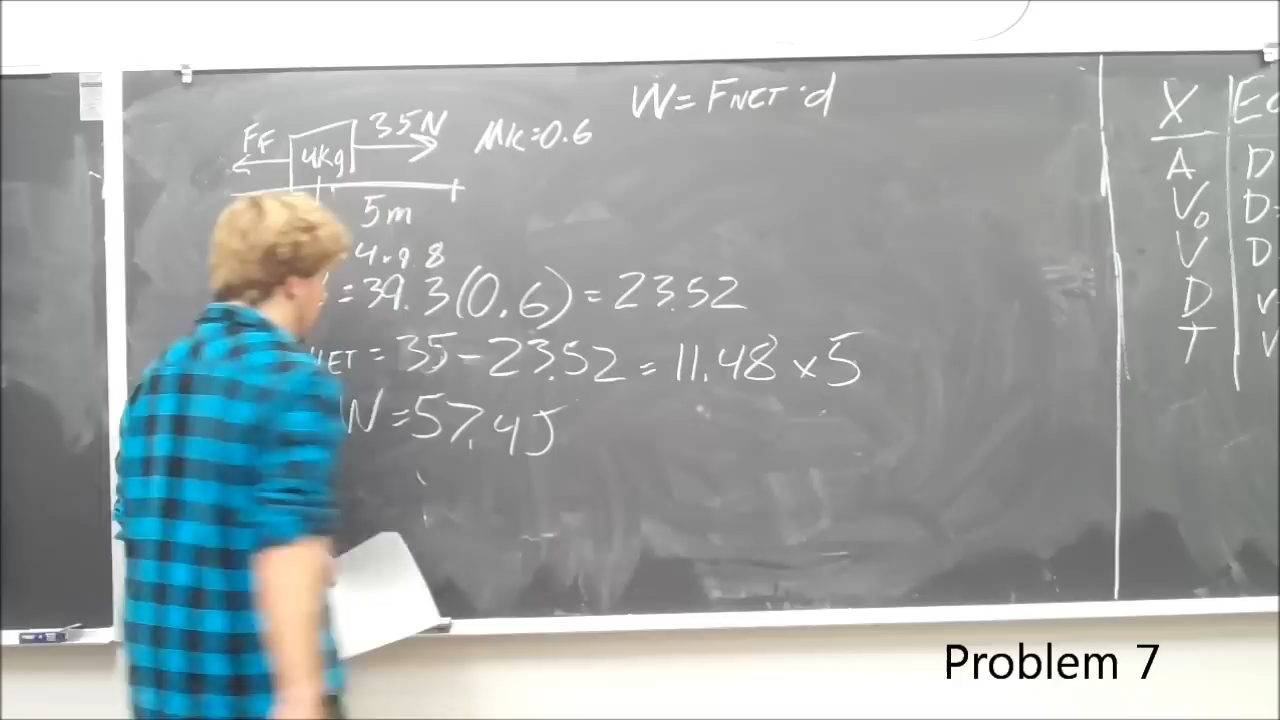 W = FNET · d
FF
4Kg
35N
MK=0.6
5m
4.9.8
=39.3(0.6)=23.52
ET = 35-23.52 = 11.48 x 5
W = 57.4J
X
A
V₀
V
D
T
D
D=
D
V
V
Problem 7